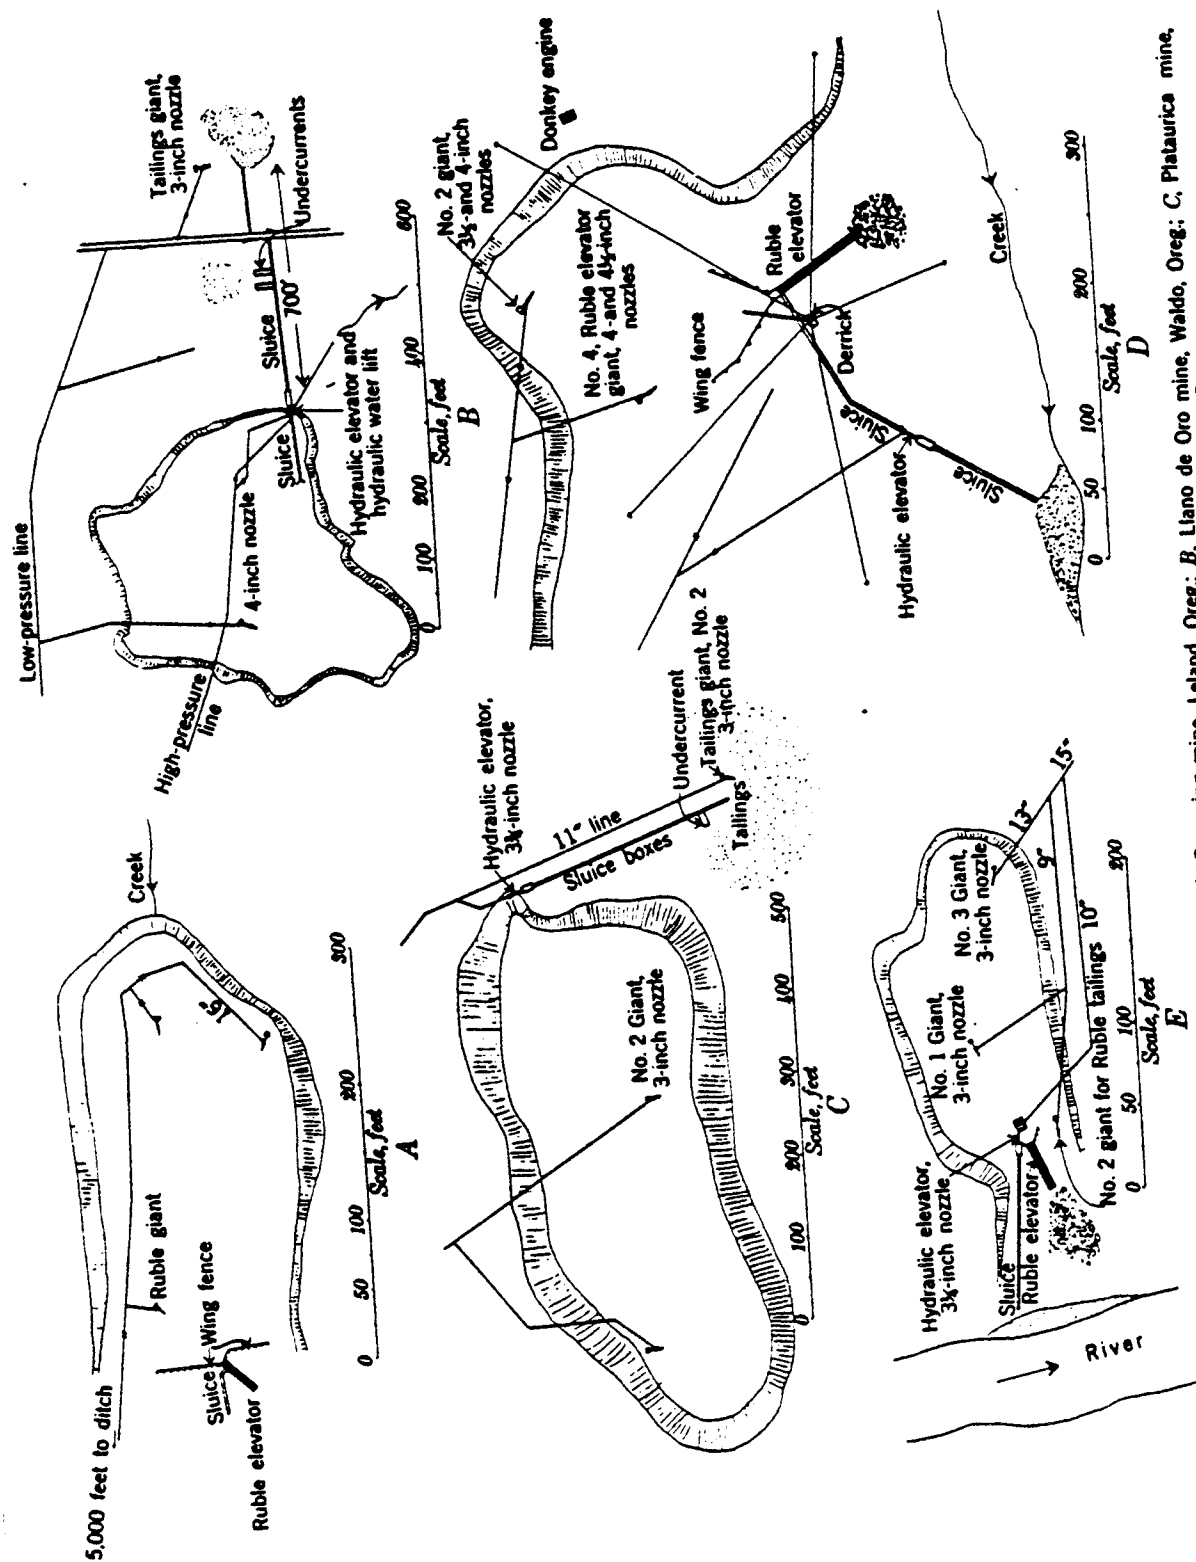 5,000 feet to ditch
Ruble giant
Creek
16"
Sluice
Wing fence
Ruble elevator
0 50 100 200 300
Scale, feet
A
Low-pressure line
High-pressure
line
4-inch nozzle
Sluice
Sluice
700'
Tailings giant,
3-inch nozzle
Undercurrents
Hydraulic elevator and
hydraulic water lift
0 100 200 400 600
Scale, feet
B
Hydraulic elevator,
3⅛-inch nozzle
11" line
Sluice boxes
Undercurrent
Tailings giant, No. 2
3-inch nozzle
Tailings
No. 2 Giant,
3-inch nozzle
0 100 200 300 400 500
Scale, feet
C
No. 2 giant,
3½-and 4-inch
nozzles
Donkey engine
No. 4, Ruble elevator
giant, 4-and 4½-inch
nozzles
Wing fence
Ruble
elevator
Derrick
Sluice
Hydraulic elevator
Sluice
Creek
0 50 100 200 300
Scale, feet
D
Hydraulic elevator,
3⅛-inch nozzle
No. 1 Giant,
3-inch nozzle
No. 3 Giant,
3-inch nozzle
13"
15"
9"
10"
Sluice
Ruble elevator
No. 2 giant for Ruble tailings
River
0 50 100 200
Scale, feet
E
mine, Leland, Oreg.; B, Llano de Oro mine, Waldo, Oreg.; C, Plataurica mine,